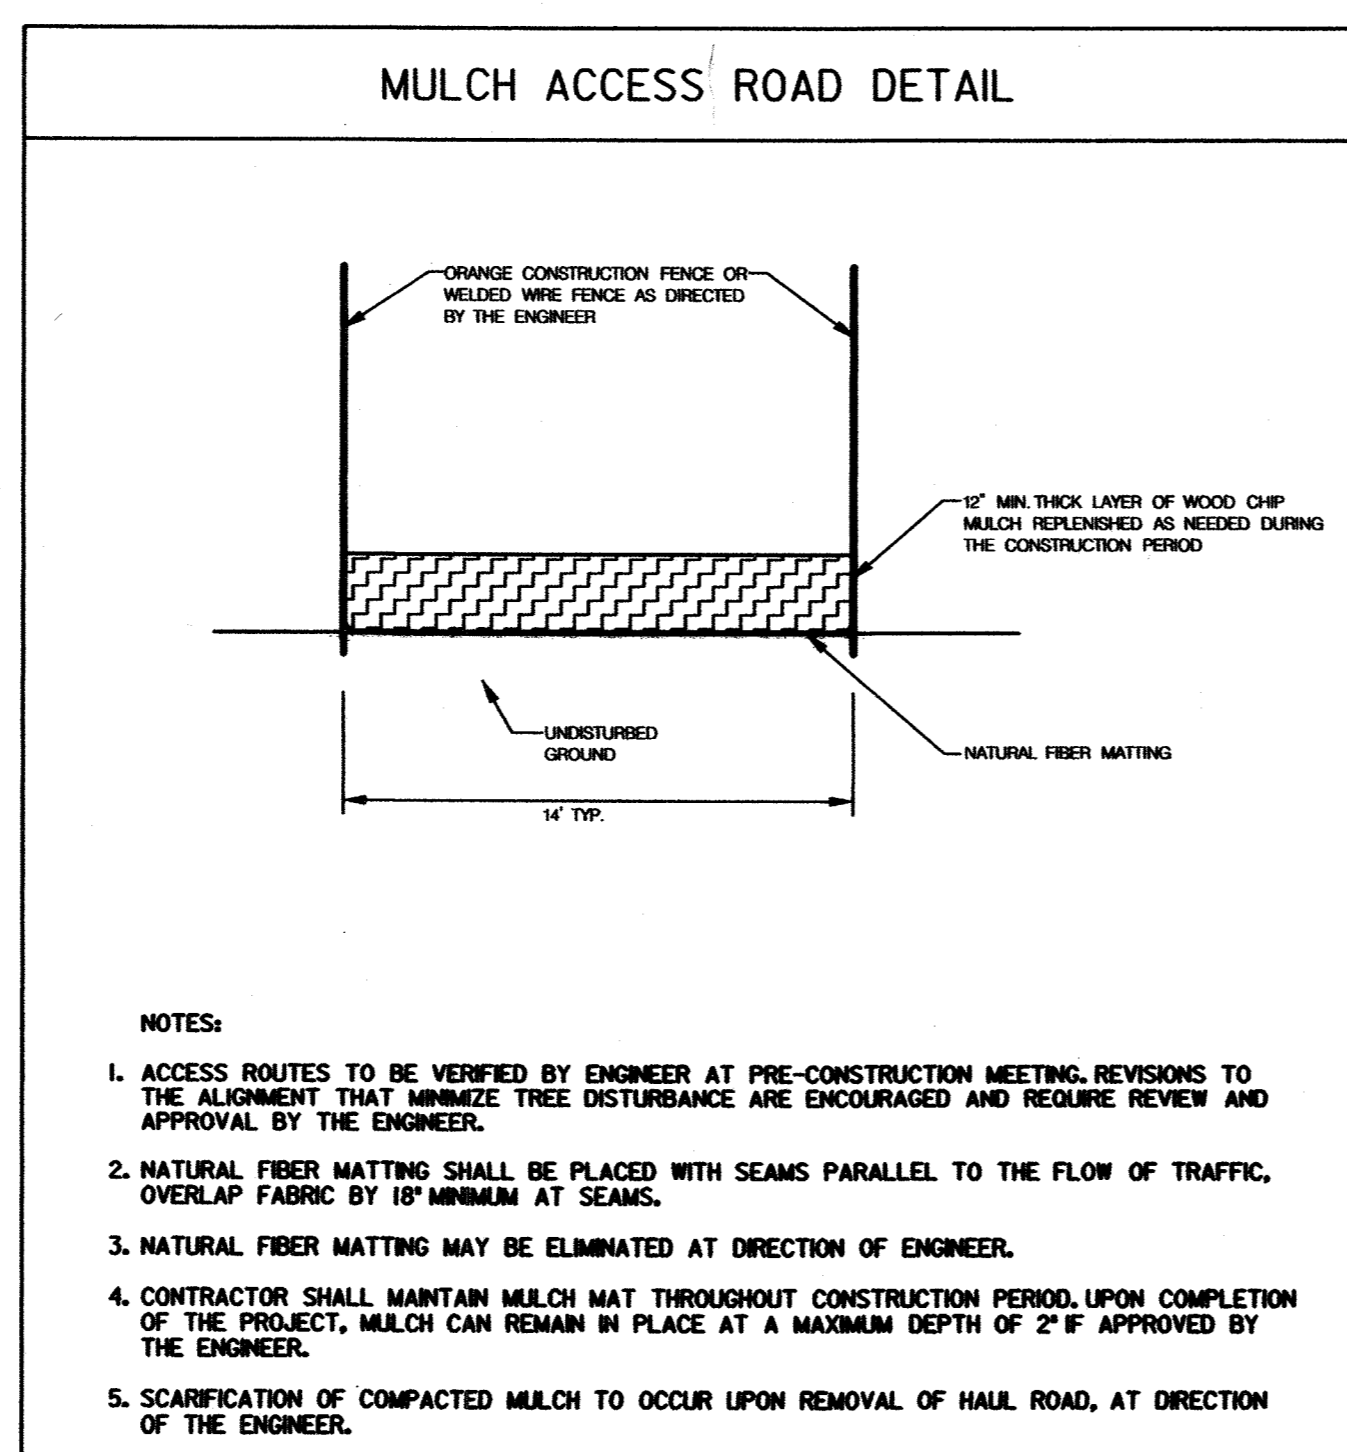 MULCH ACCESS ROAD DETAIL
ORANGE CONSTRUCTION FENCE OR
WELDED WIRE FENCE AS DIRECTED
BY THE ENGINEER
12" MIN. THICK LAYER OF WOOD CHIP
MULCH REPLENISHED AS NEEDED DURING
THE CONSTRUCTION PERIOD
UNDISTURBED
GROUND
NATURAL FIBER MATTING
14' TYP.
NOTES:
1. ACCESS ROUTES TO BE VERIFIED BY ENGINEER AT PRE-CONSTRUCTION MEETING. REVISIONS TO
THE ALIGNMENT THAT MINIMIZE TREE DISTURBANCE ARE ENCOURAGED AND REQUIRE REVIEW AND
APPROVAL BY THE ENGINEER.
2. NATURAL FIBER MATTING SHALL BE PLACED WITH SEAMS PARALLEL TO THE FLOW OF TRAFFIC,
OVERLAP FABRIC BY 18" MINIMUM AT SEAMS.
3. NATURAL FIBER MATTING MAY BE ELIMINATED AT DIRECTION OF ENGINEER.
4. CONTRACTOR SHALL MAINTAIN MULCH MAT THROUGHOUT CONSTRUCTION PERIOD. UPON COMPLETION
OF THE PROJECT, MULCH CAN REMAIN IN PLACE AT A MAXIMUM DEPTH OF 2" IF APPROVED BY
THE ENGINEER.
5. SCARIFICATION OF COMPACTED MULCH TO OCCUR UPON REMOVAL OF HAUL ROAD, AT DIRECTION
OF THE ENGINEER.